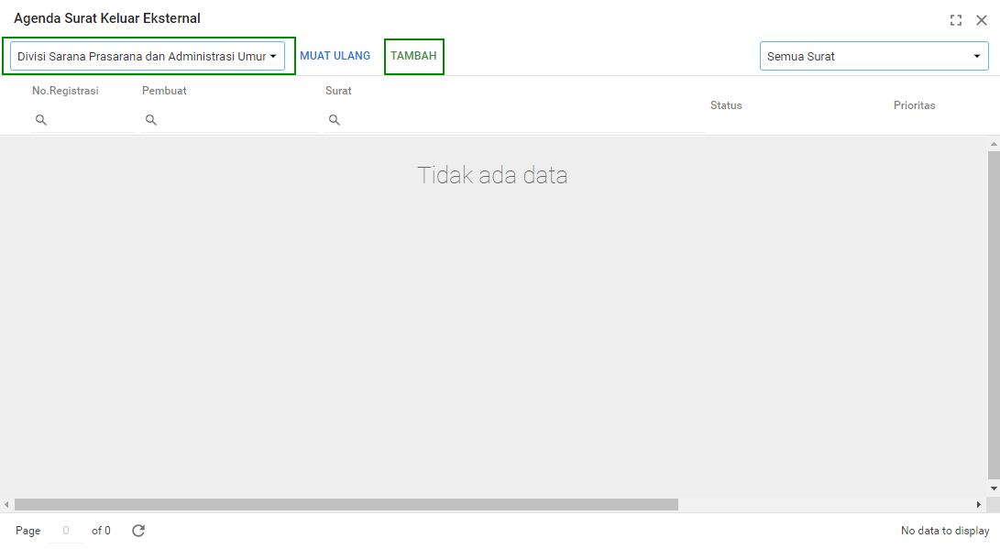 Agenda Surat Keluar Eksternal
Divisi Sarana Prasarana dan Administrasi Umur MUAT ULANG TAMBAH Semua Surat
No.Registrasi Pembuat Surat Status Prioritas
Tidak ada data
Page 0 of 0 No data to display